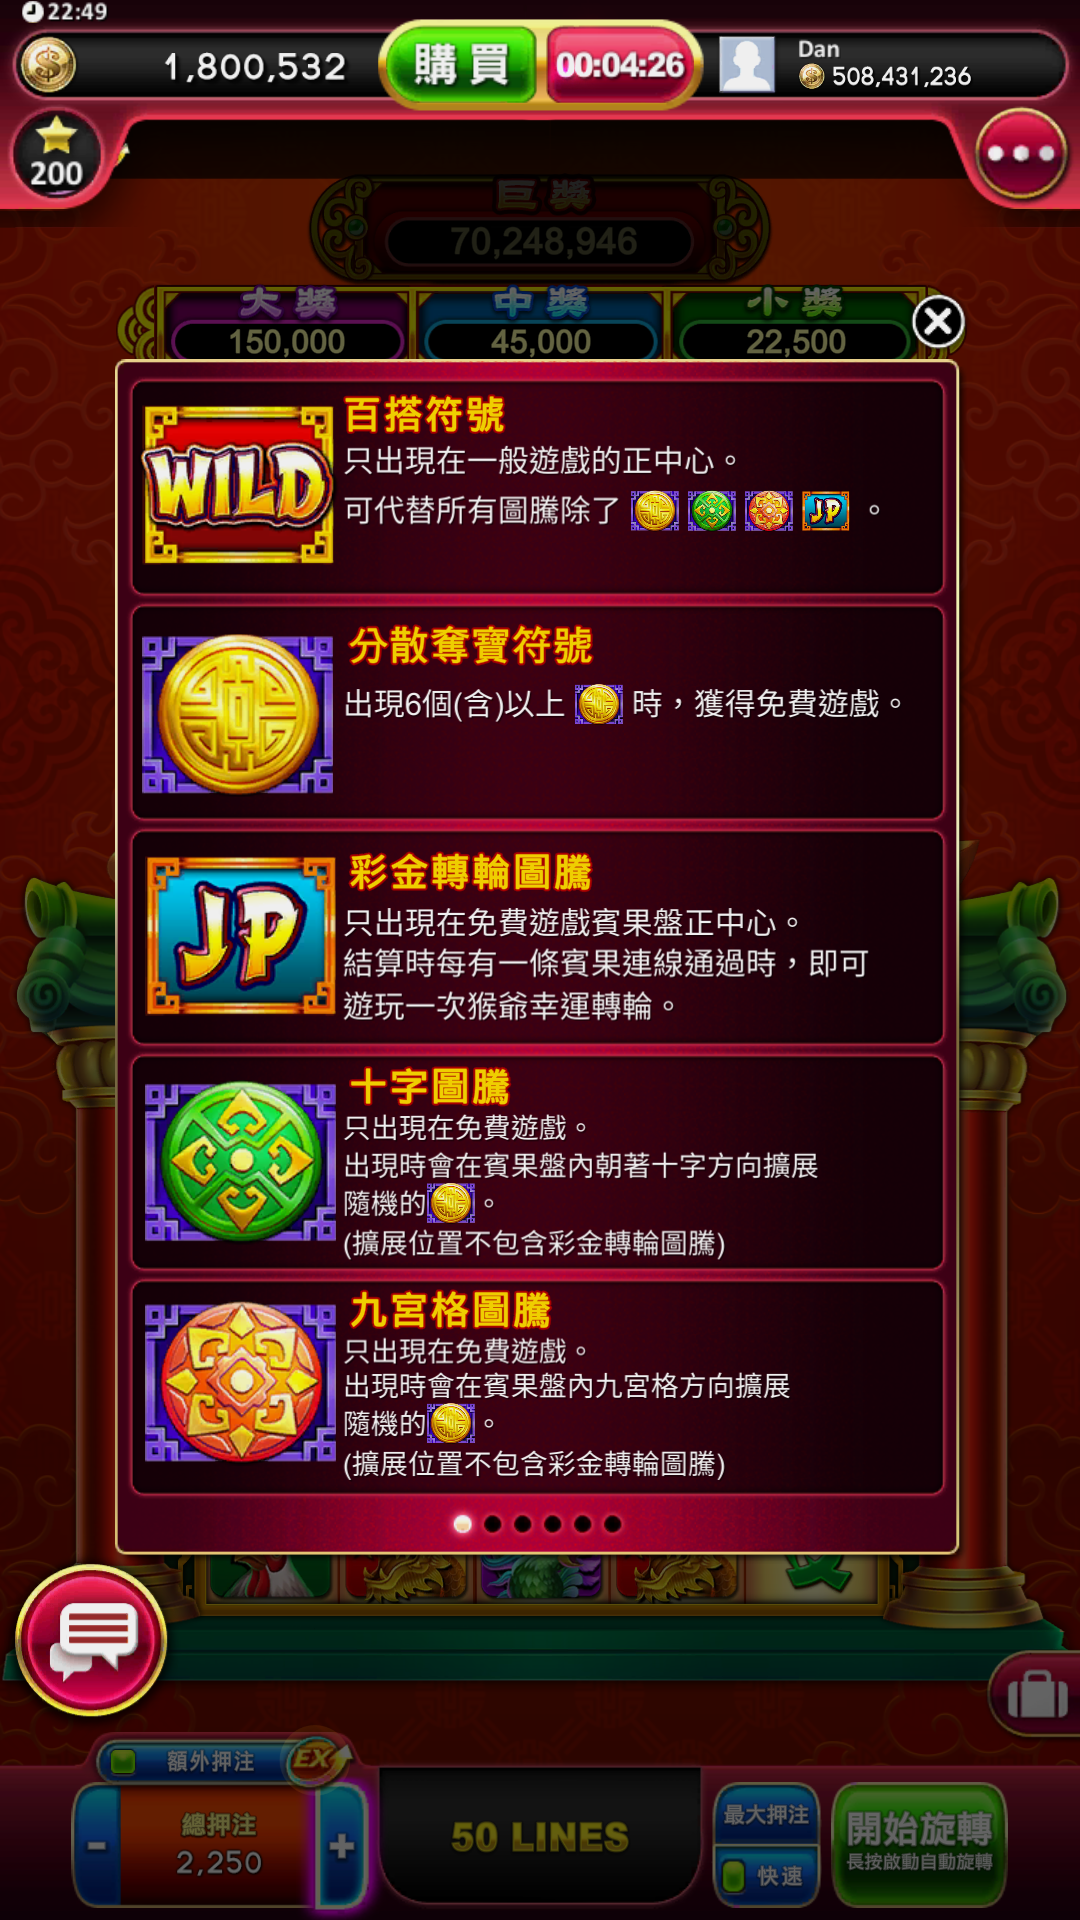 22:49
1,800,532
購買
00:04:26
Dan
508,431,236
200
巨獎
70,248,946
大獎
中獎
小獎
150,000
45,000
22,500
WILD
百搭符號
只出現在一般遊戲的正中心。
可代替所有圖騰除了 JP 。
分散奪寶符號
出現6個(含)以上 時，獲得免費遊戲。
JP
彩金轉輪圖騰
只出現在免費遊戲賓果盤正中心。
結算時每有一條賓果連線通過時，即可
遊玩一次猴爺幸運轉輪。
十字圖騰
只出現在免費遊戲。
出現時會在賓果盤內朝著十字方向擴展
隨機的 。
(擴展位置不包含彩金轉輪圖騰)
九宮格圖騰
只出現在免費遊戲。
出現時會在賓果盤內九宮格方向擴展
隨機的 。
(擴展位置不包含彩金轉輪圖騰)
額外押注 EX
總押注
- 2,250 +
50 LINES
最大押注
快速
開始旋轉
長按啟動自動旋轉